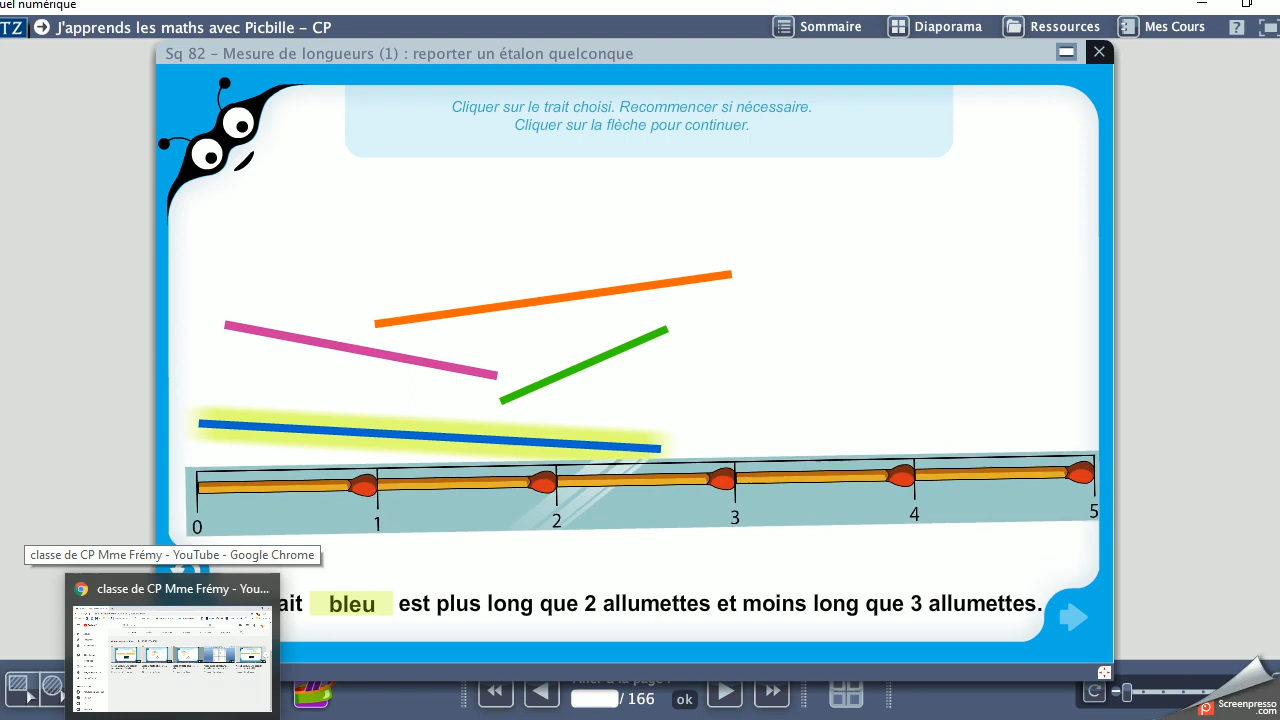 uel numérique
TZ J'apprends les maths avec Picbille – CP
Sommaire
Diaporama
Ressources
Mes Cours
?
Sq 82 – Mesure de longueurs (1) : reporter un étalon quelconque
Cliquer sur le trait choisi. Recommencer si nécessaire.
Cliquer sur la flèche pour continuer.
0 1 2 3 4 5
classe de CP Mme Frémy - YouTube - Google Chrome
classe de CP Mme Frémy - You...
ait bleu est plus long que 2 allumettes et moins long que 3 allumettes.
/ 166 ok
Screenpresso
.com